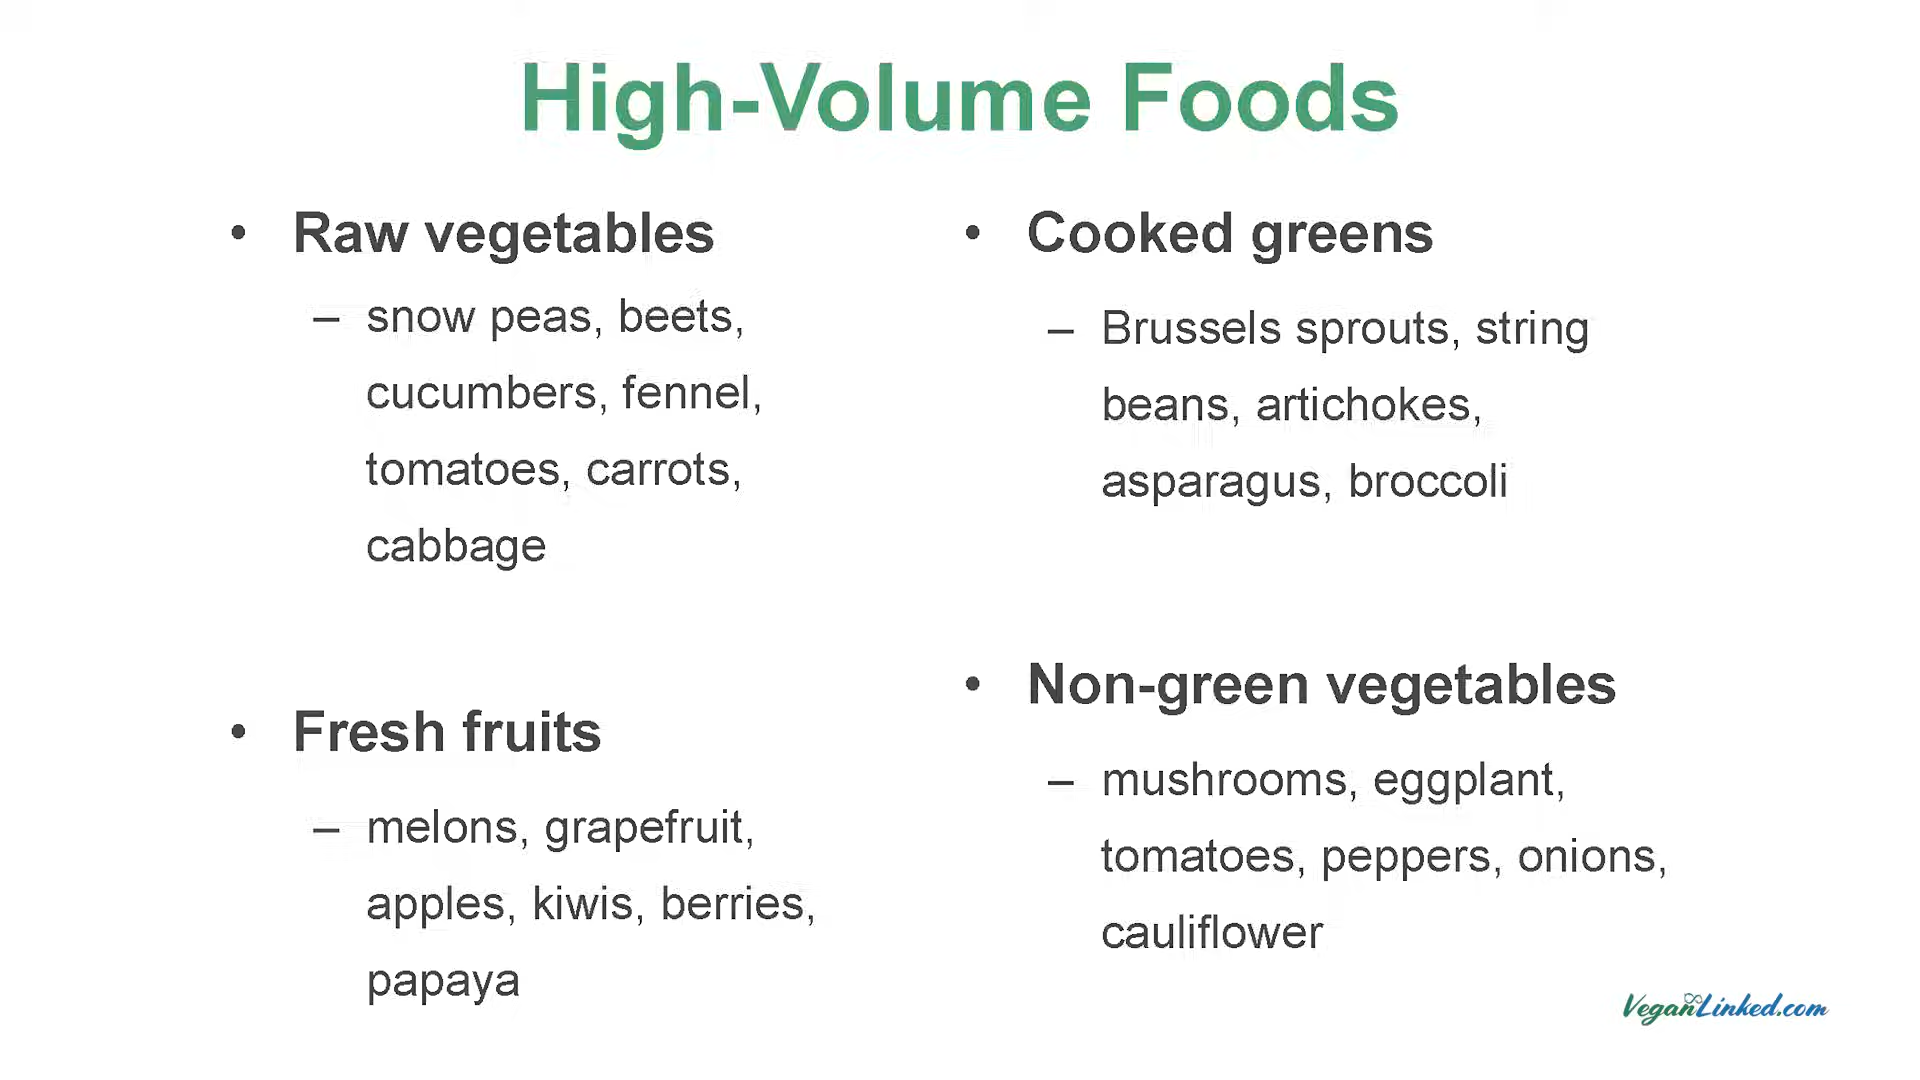 High-Volume Foods
• Raw vegetables
– snow peas, beets,
cucumbers, fennel,
tomatoes, carrots,
cabbage
• Fresh fruits
– melons, grapefruit,
apples, kiwis, berries,
papaya
• Cooked greens
– Brussels sprouts, string
beans, artichokes,
asparagus, broccoli
• Non-green vegetables
– mushrooms, eggplant,
tomatoes, peppers, onions,
cauliflower
VeganLinked.com